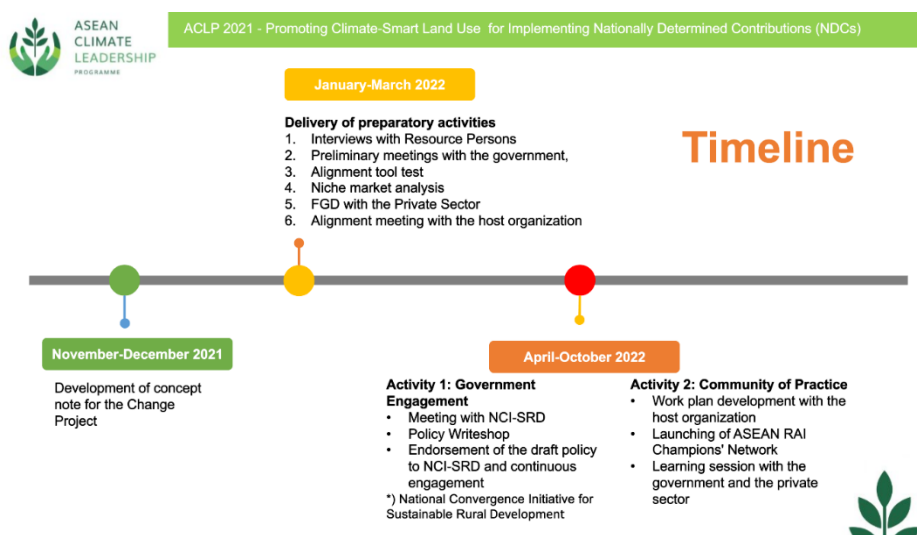 ASEAN
CLIMATE
LEADERSHIP
PROGRAMME
ACLP 2021 - Promoting Climate-Smart Land Use for Implementing Nationally Determined Contributions (NDCs)
Timeline
January-March 2022
Delivery of preparatory activities
1. Interviews with Resource Persons
2. Preliminary meetings with the government,
3. Alignment tool test
4. Niche market analysis
5. FGD with the Private Sector
6. Alignment meeting with the host organization
November-December 2021
Development of concept
note for the Change
Project
April-October 2022
Activity 1: Government
Engagement
• Meeting with NCI-SRD
• Policy Writeshop
• Endorsement of the draft policy
to NCI-SRD and continuous
engagement
*) National Convergence Initiative for
Sustainable Rural Development
Activity 2: Community of Practice
• Work plan development with the
host organization
• Launching of ASEAN RAI
Champions' Network
• Learning session with the
government and the private
sector